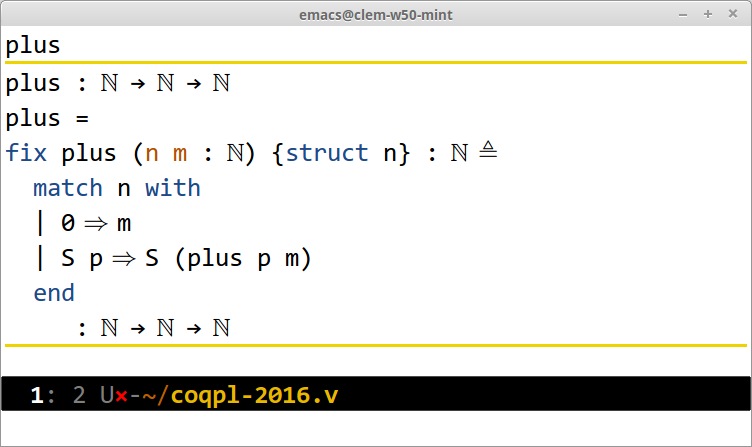 emacs@clem-w50-mint
plus
plus : ℕ → ℕ → ℕ
plus =
fix plus (n m : ℕ) {struct n} : ℕ ≜
  match n with
  | 0 ⇒ m
  | S p ⇒ S (plus p m)
  end
     : ℕ → ℕ → ℕ
1: 2 U×-~/coqpl-2016.v